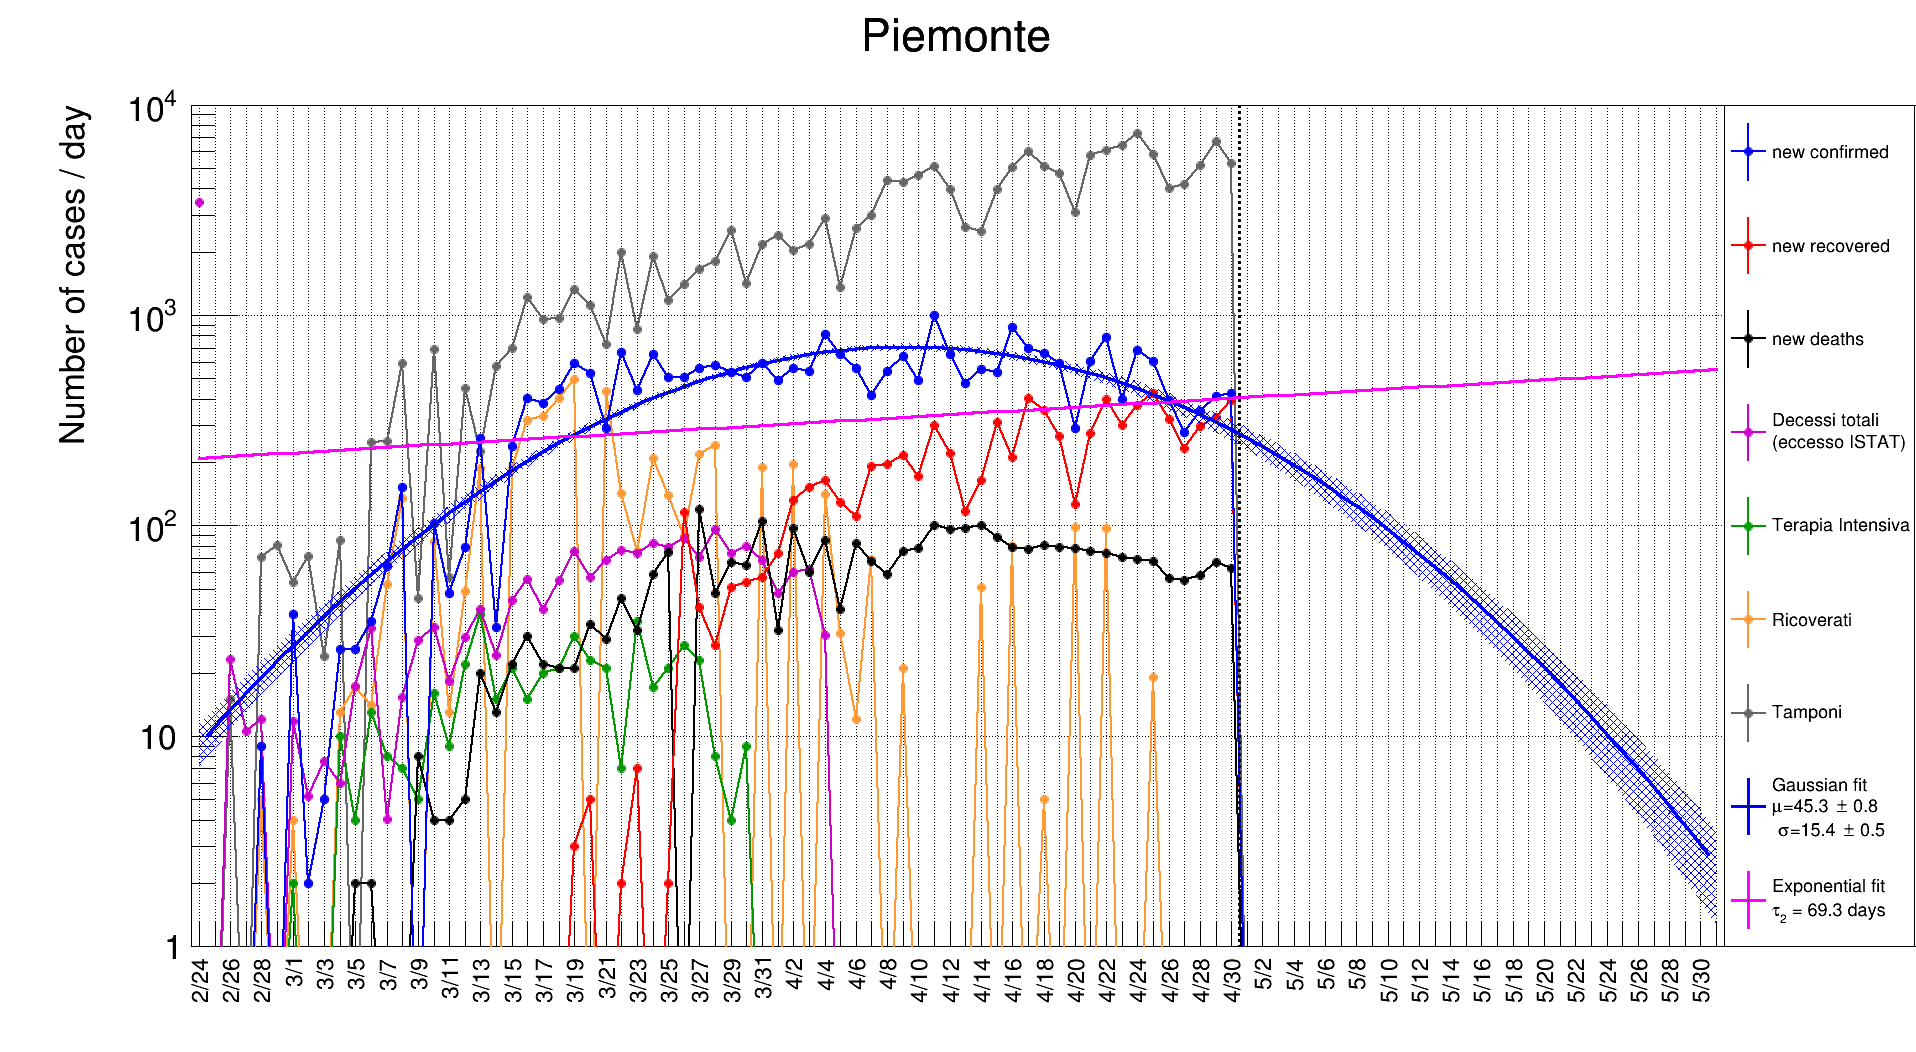 Piemonte
Number of cases / day
10⁴
10³
10²
10
1
2/24 2/26 2/28 3/1 3/3 3/5 3/7 3/9 3/11 3/13 3/15 3/17 3/19 3/21 3/23 3/25 3/27 3/29 3/31 4/2 4/4 4/6 4/8 4/10 4/12 4/14 4/16 4/18 4/20 4/22 4/24 4/26 4/28 4/30 5/2 5/4 5/6 5/8 5/10 5/12 5/14 5/16 5/18 5/20 5/22 5/24 5/26 5/28 5/30
new confirmed
new recovered
new deaths
Decessi totali
(eccesso ISTAT)
Terapia Intensiva
Ricoverati
Tamponi
Gaussian fit
μ=45.3 ± 0.8
σ=15.4 ± 0.5
Exponential fit
τ₂ = 69.3 days